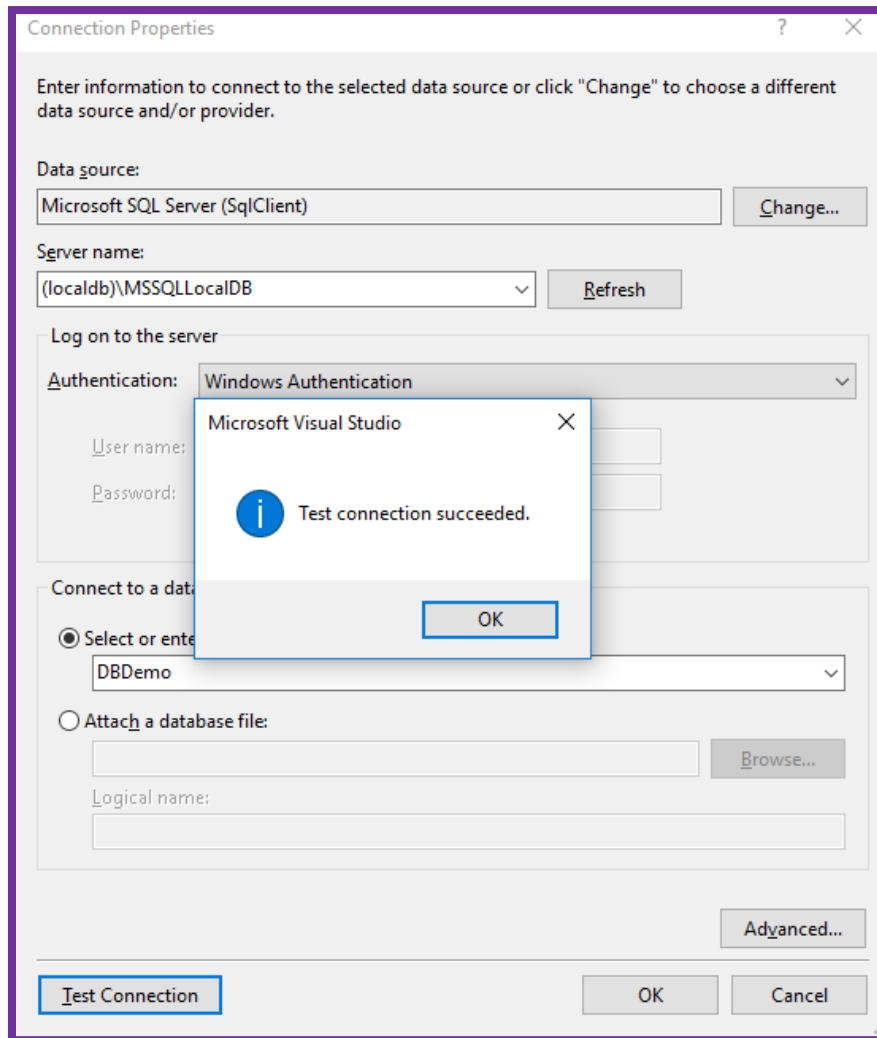 Connection Properties
?
Enter information to connect to the selected data source or click "Change" to choose a different
data source and/or provider.
Data source:
Microsoft SQL Server (SqlClient)
Change...
Server name:
(localdb)\MSSQLLocalDB
Refresh
Log on to the server
Authentication:
Windows Authentication
Microsoft Visual Studio
User name:
Password:
i
Test connection succeeded.
OK
Connect to a
Select or
DBDemo
Attach a database file:
Browse...
Logical name:
Advanced...
Test Connection
OK
Cancel